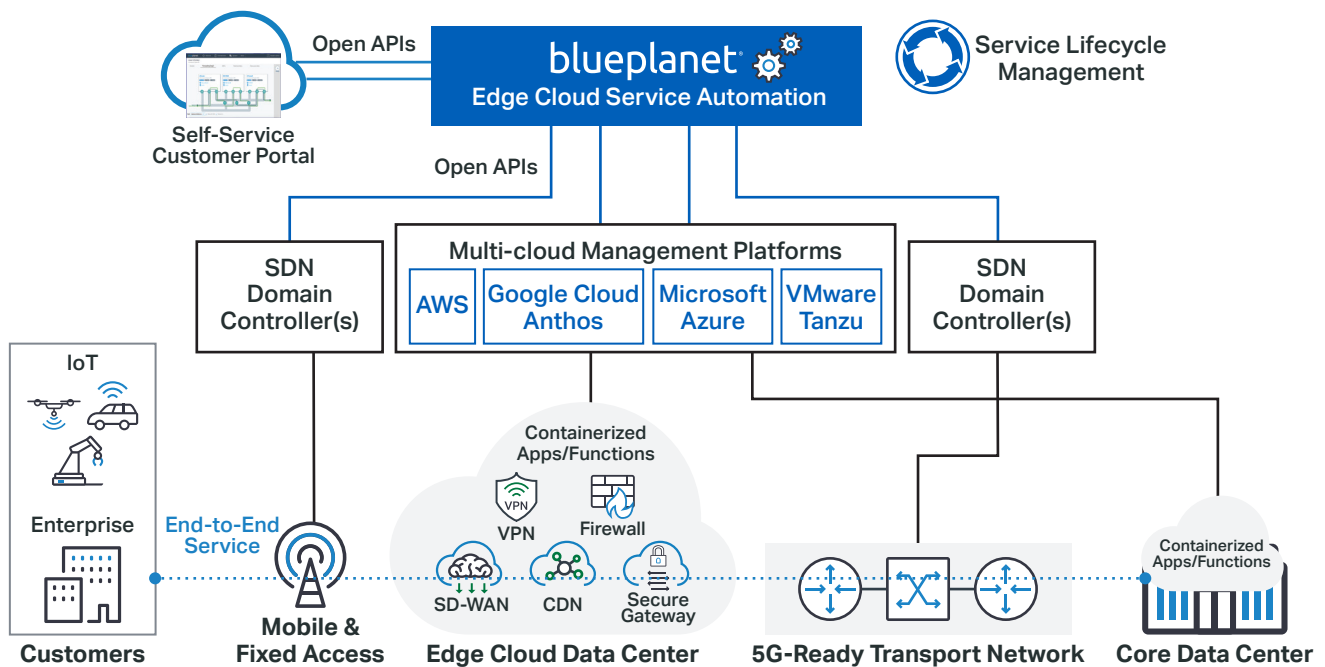 Open APIs
blueplanet
Edge Cloud Service Automation
Service Lifecycle
Management
Self-Service
Customer Portal
Open APIs
SDN
Domain
Controller(s)
Multi-cloud Management Platforms
AWS
Google Cloud
Anthos
Microsoft
Azure
VMware
Tanzu
SDN
Domain
Controller(s)
IoT
Enterprise
End-to-End
Service
Containerized
Apps/Functions
VPN
VPN
Firewall
SD-WAN
CDN
Secure
Gateway
Containerized
Apps/Functions
Customers
Mobile &
Fixed Access
Edge Cloud Data Center
5G-Ready Transport Network
Core Data Center